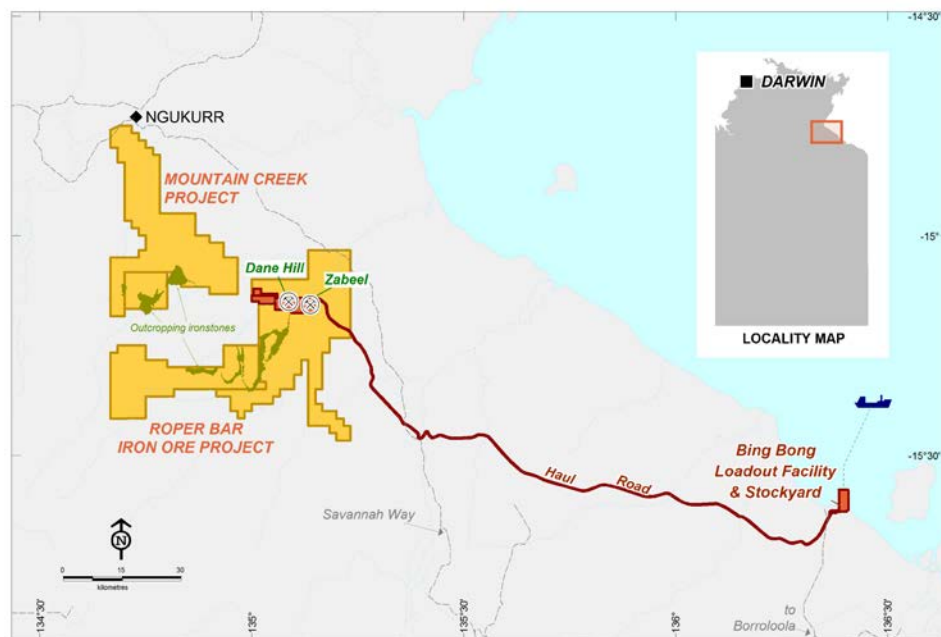 -14°30'
DARWIN
NGUKURR
MOUNTAIN CREEK
PROJECT
-15°
Dane Hill
Zabeel
Outcropping ironstones
LOCALITY MAP
ROPER BAR
IRON ORE PROJECT
-15°30'
Bing Bong
Loadout Facility
& Stockyard
Haul Road
Savannah Way
N
0 15 30
kilometres
to
Borroloola
134°30'
135°
135°30'
136°
136°30'